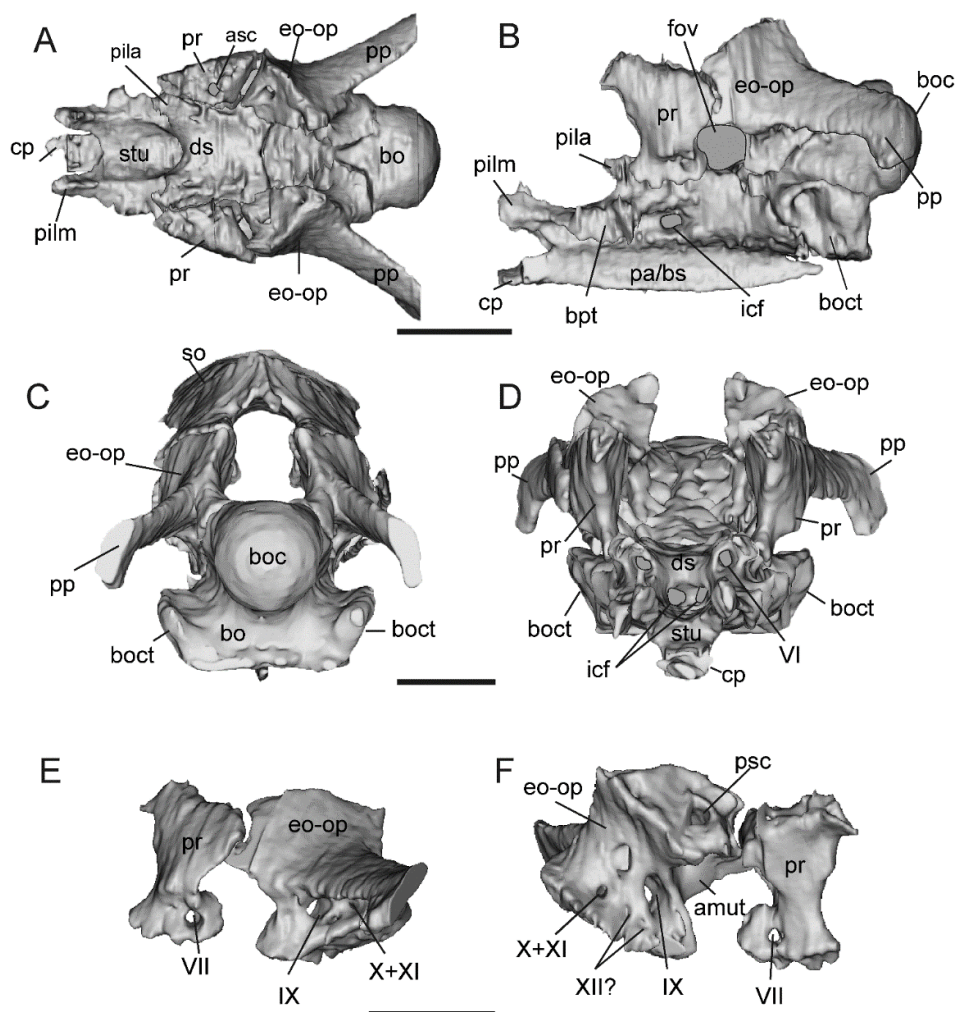 A
pr
asc
eo-op
pp
pila
cp
stu
ds
bo
pilm
pr
eo-op
pp
B
fov
eo-op
boc
pr
pila
pilm
pp
pa/bs
cp
bpt
icf
boct
C
so
eo-op
pp
boc
bo
boct
boct
D
eo-op
eo-op
pp
pp
pr
pr
ds
boct
boct
stu
icf
VI
cp
E
pr
eo-op
VII
IX
X+XI
F
eo-op
psc
pr
amut
X+XI
XII?
IX
VII